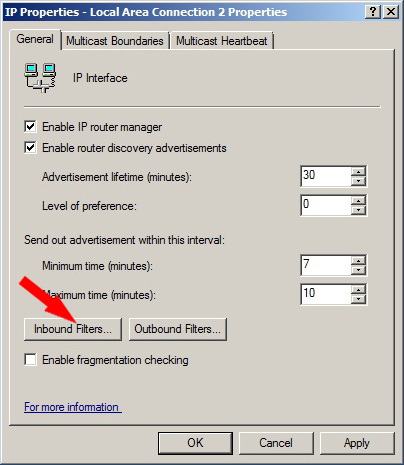 IP Properties - Local Area Connection 2 Properties
General Multicast Boundaries Multicast Heartbeat
IP Interface
Enable IP router manager
Enable router discovery advertisements
Advertisement lifetime (minutes): 30
Level of preference: 0
Send out advertisement within this interval:
Minimum time (minutes): 7
Maximum time (minutes): 10
Inbound Filters... Outbound Filters...
Enable fragmentation checking
For more information
OK Cancel Apply